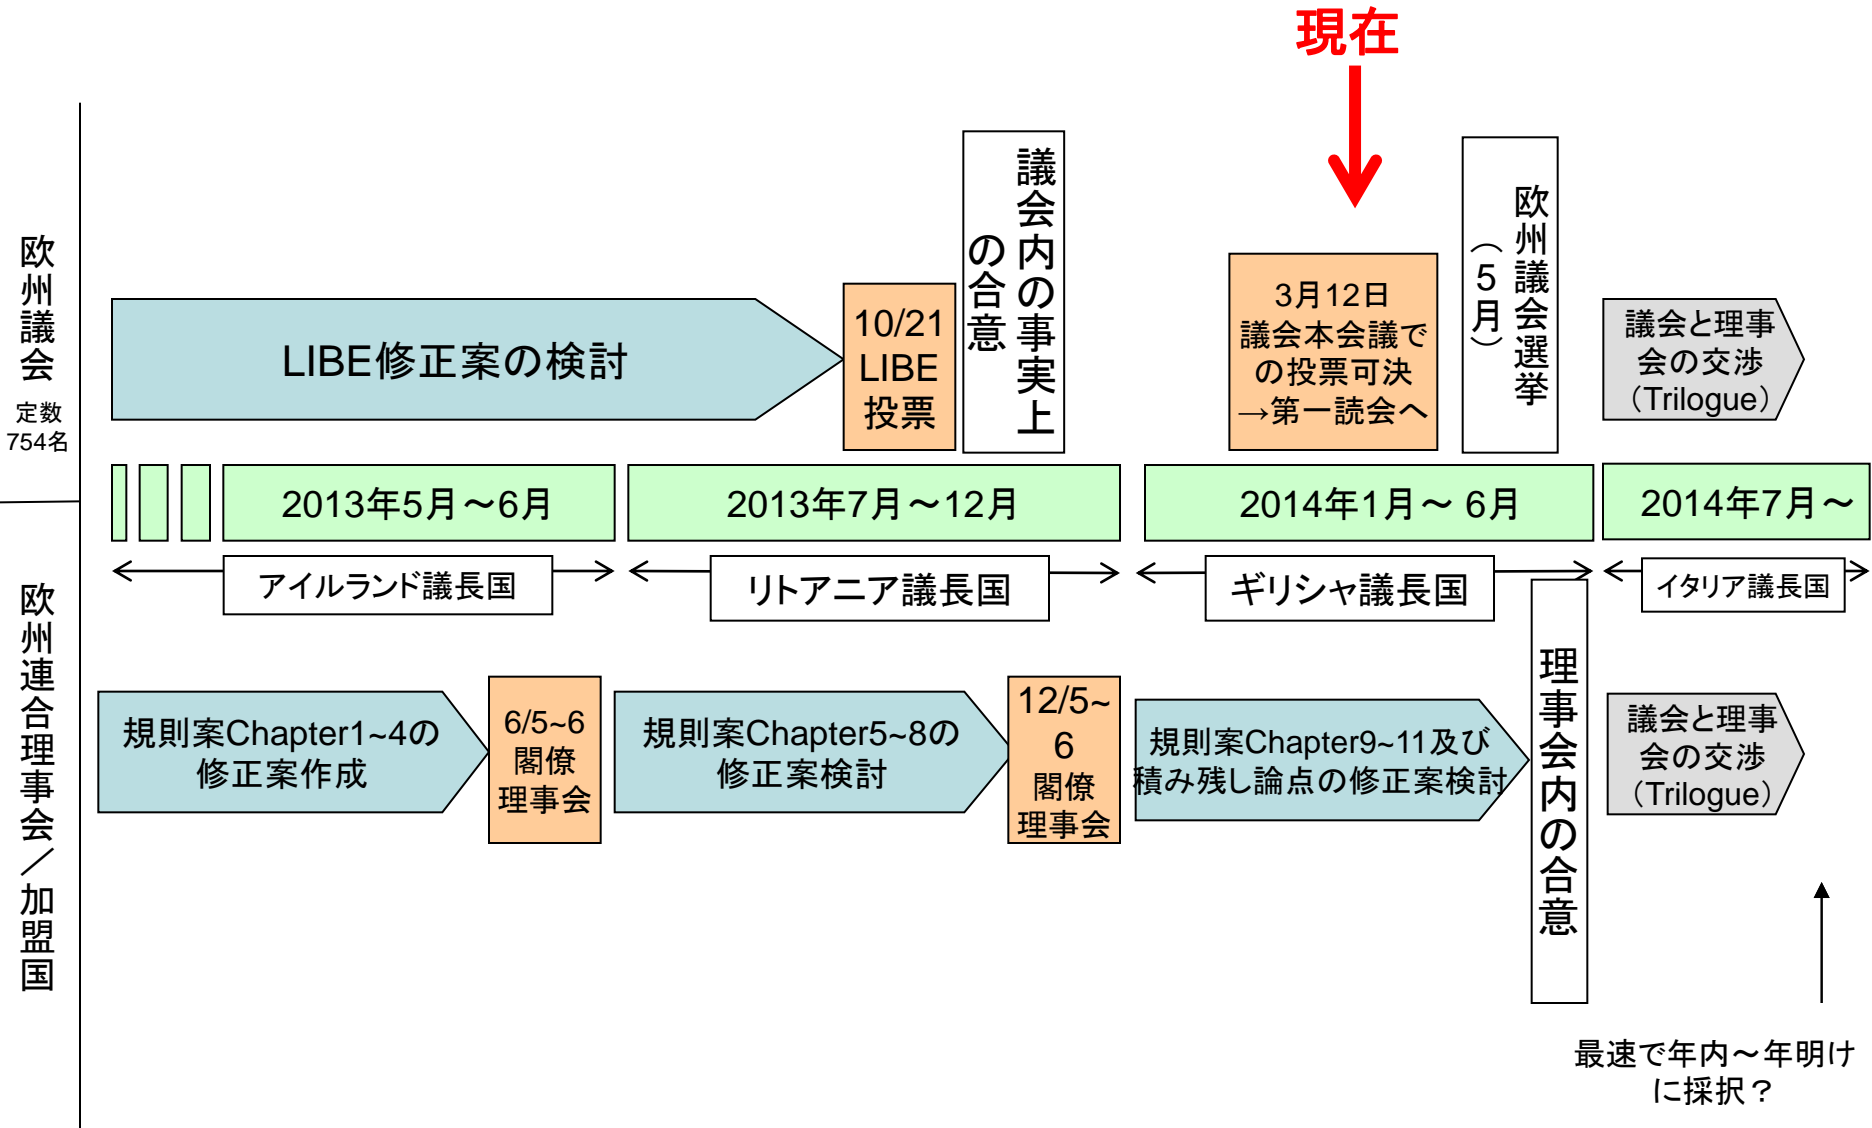 現在
欧州議会
定数
754名
LIBE修正案の検討
10/21
LIBE
投票
議会内の事実上
の合意
3月12日
議会本会議で
の投票可決
→第一読会へ
欧州議会選挙
（5月）
議会と理事
会の交渉
（Trilogue）
2013年5月～6月
2013年7月～12月
2014年1月～ 6月
2014年7月～
アイルランド議長国
リトアニア議長国
ギリシャ議長国
イタリア議長国
欧州連合理事会／加盟国
規則案Chapter1~4の
修正案作成
6/5~6
閣僚
理事会
規則案Chapter5~8の
修正案検討
12/5~
6
閣僚
理事会
規則案Chapter9~11及び
積み残し論点の修正案検討
理事会内の合意
議会と理事
会の交渉
（Trilogue）
最速で年内～年明け
に採択？